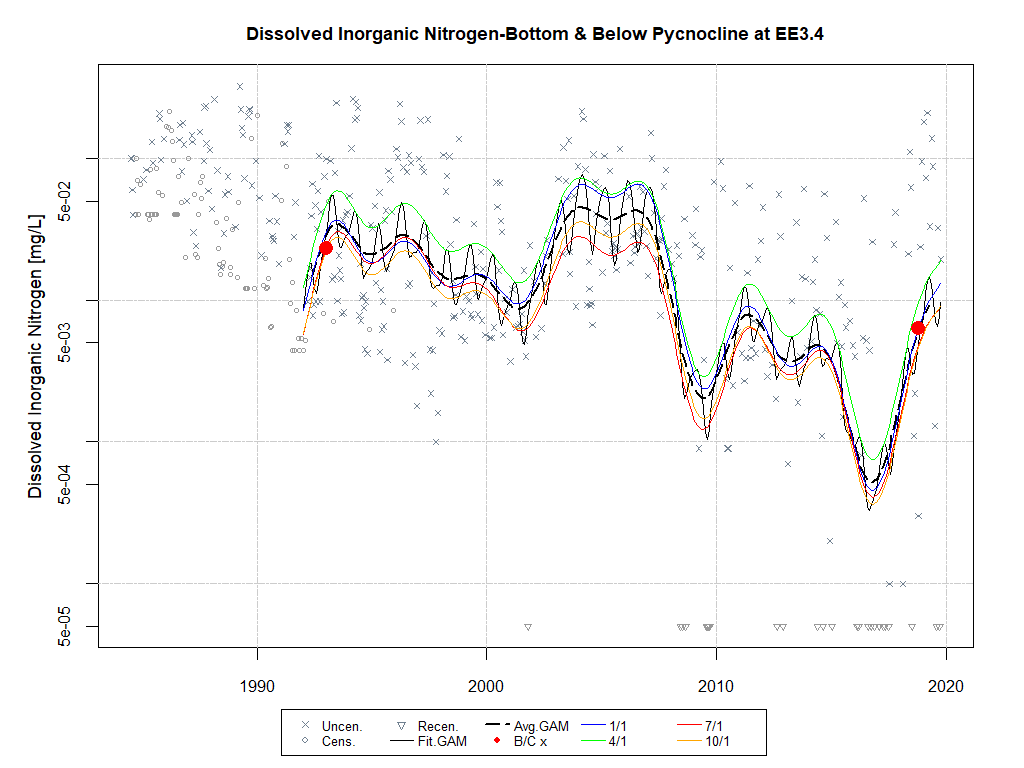 Dissolved Inorganic Nitrogen-Bottom & Below Pycnocline at EE3.4
Dissolved Inorganic Nitrogen [mg/L]
5e-02
5e-03
5e-04
5e-05
1990 2000 2010 2020
Uncen. Recen. Avg.GAM 1/1 7/1
Cens. Fit.GAM B/C x 4/1 10/1